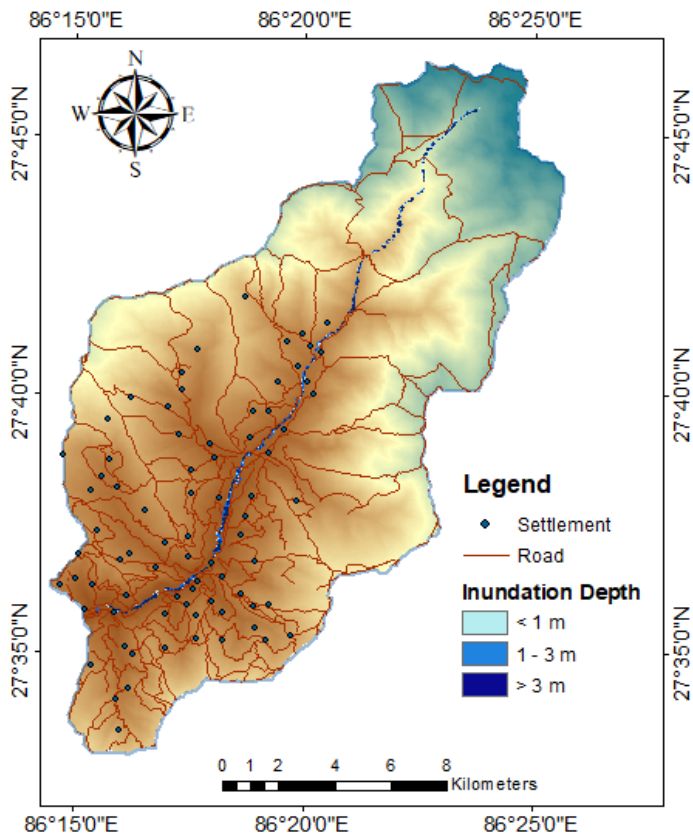 86°15'0"E 86°20'0"E 86°25'0"E
N
W E
S
27°45'0"N 27°45'0"N
27°40'0"N 27°40'0"N
27°35'0"N 27°35'0"N
Legend
Settlement
Road
Inundation Depth
< 1 m
1 - 3 m
> 3 m
0 1 2 4 6 8
Kilometers
86°15'0"E 86°20'0"E 86°25'0"E